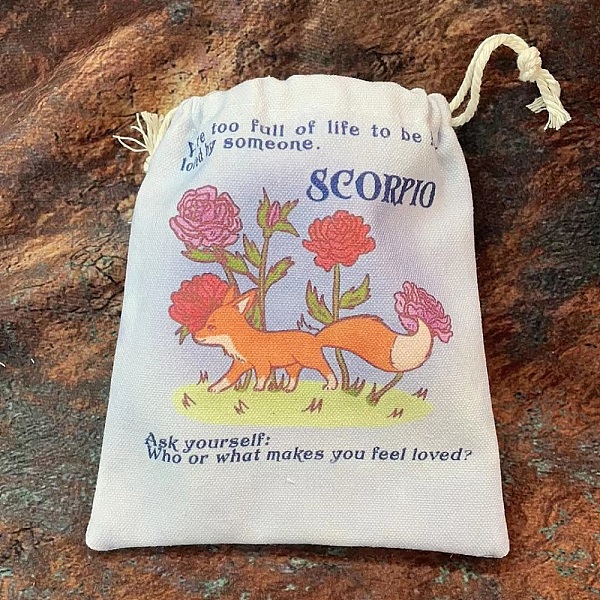 too full of life to be
by someone.
SCORPIO
Ask yourself:
Who or what makes you feel loved?